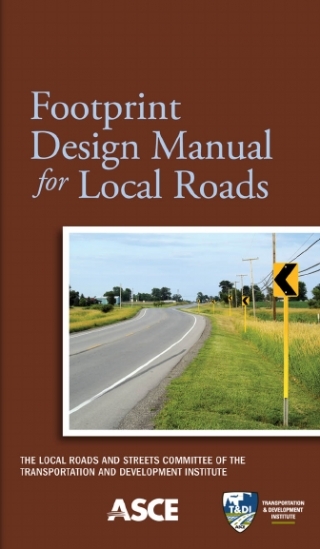 Footprint
Design Manual
for Local Roads
THE LOCAL ROADS AND STREETS COMMITTEE OF THE
TRANSPORTATION AND DEVELOPMENT INSTITUTE
ASCE
T&DI
TRANSPORTATION
& DEVELOPMENT
INSTITUTE